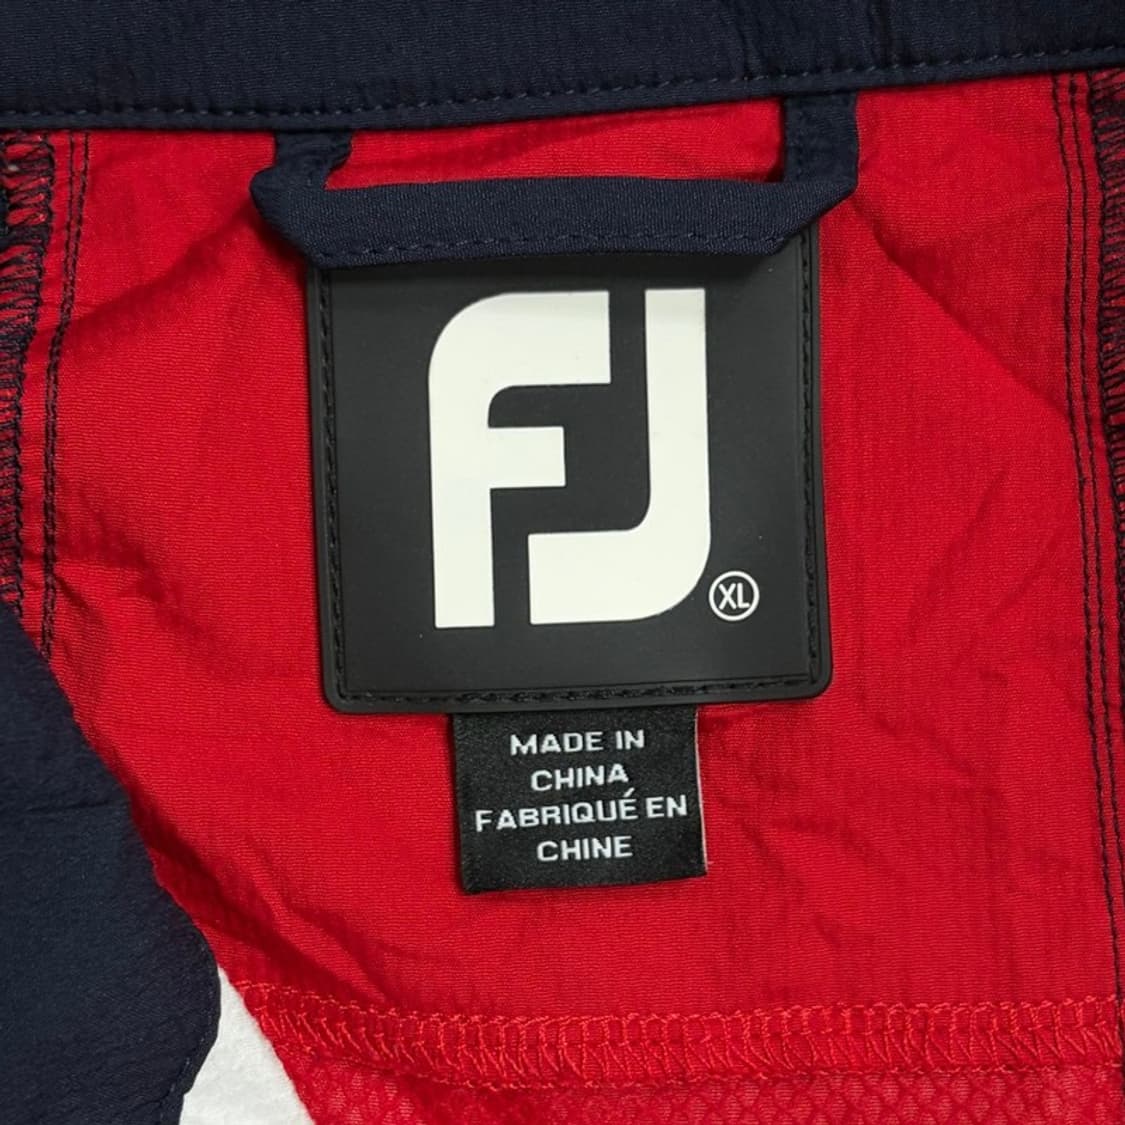 FJ
XL
MADE IN
CHINA
FABRIQUÉ EN
CHINE